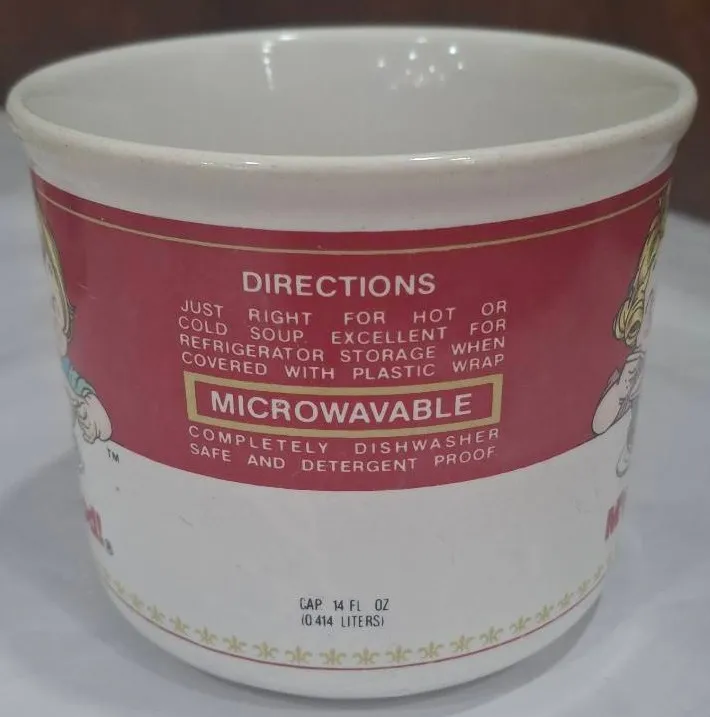 DIRECTIONS
JUST RIGHT FOR HOT OR
COLD SOUP. EXCELLENT FOR
REFRIGERATOR STORAGE WHEN
COVERED WITH PLASTIC WRAP
MICROWAVABLE
COMPLETELY DISHWASHER
SAFE AND DETERGENT PROOF
TM
CAP. 14 FL OZ
(0.414 LITERS)